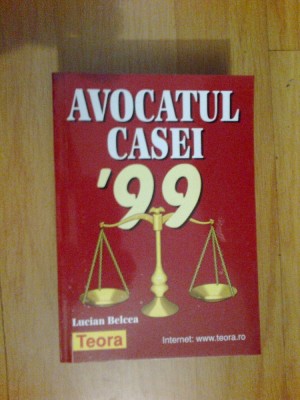 AVOCATUL
CASEI
'99
Lucian Belcea
Teora
Internet: www.teora.ro